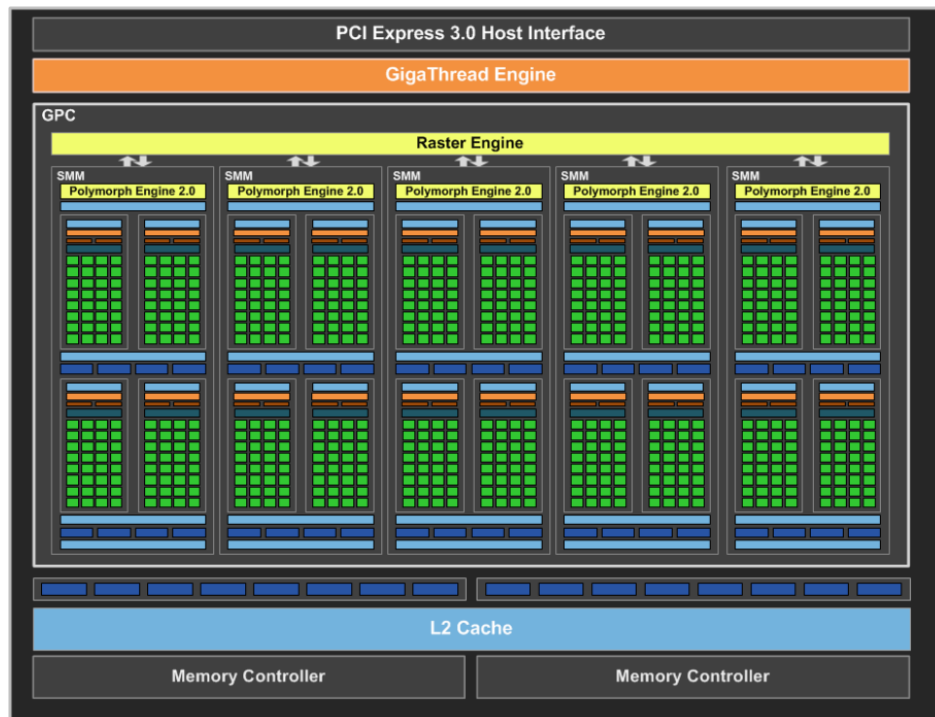 PCI Express 3.0 Host Interface
GigaThread Engine
GPC
Raster Engine
SMM SMM SMM SMM SMM
Polymorph Engine 2.0 Polymorph Engine 2.0 Polymorph Engine 2.0 Polymorph Engine 2.0 Polymorph Engine 2.0
L2 Cache
Memory Controller Memory Controller